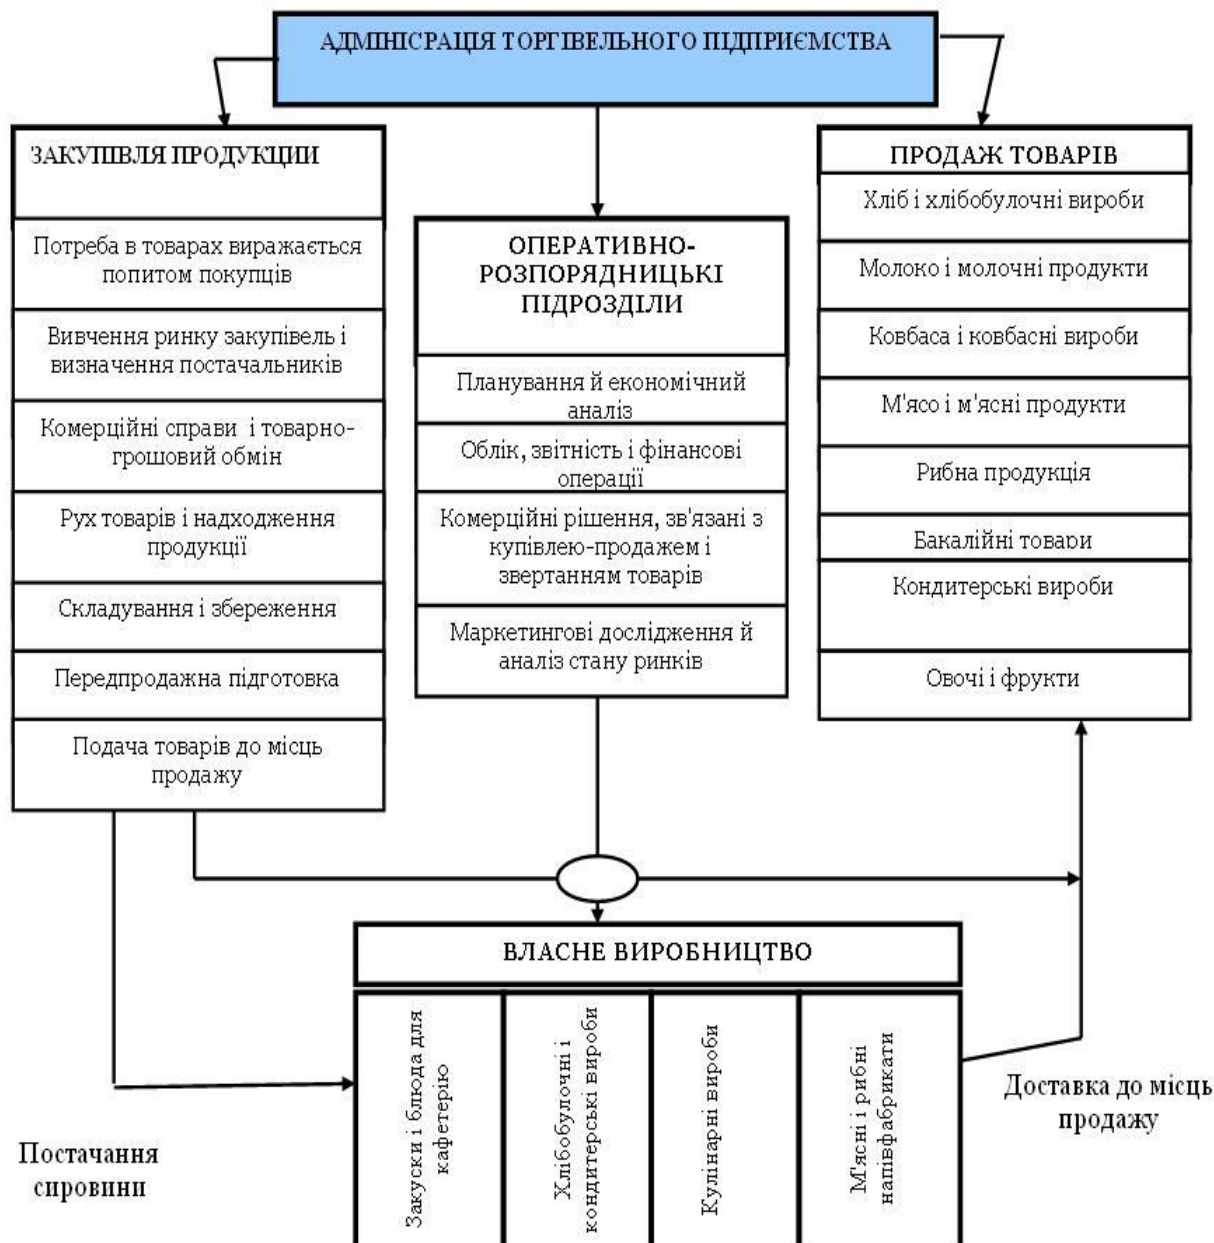 АДМІНІСРАЦІЯ ТОРГІВЕЛЬНОГО ПІДПРИЄМСТВА
ЗАКУПІВЛЯ ПРОДУКЦИИ
Потреба в товарах виражається
попитом покупців
Вивчення ринку закупівель і
визначення постачальників
Комерційні справи і товарно-
грошовий обмін
Рух товарів і надходження
продукції
Складування і збереження
Передпродажна підготовка
Подача товарів до місць
продажу
ОПЕРАТИВНО-
РОЗПОРЯДНИЦЬКІ
ПІДРОЗДІЛИ
Планування й економічний
аналіз
Облік, звітність і фінансові
операції
Комерційні рішення, зв'язані з
купівлею-продажем і
звертанням товарів
Маркетингові дослідження й
аналіз стану ринків
ПРОДАЖ ТОВАРІВ
Хліб і хлібобулочні вироби
Молоко і молочні продукти
Ковбаса і ковбасні вироби
М'ясо і м'ясні продукти
Рибна продукція
Бакалійні товари
Кондитерські вироби
Овочі і фрукти
ВЛАСНЕ ВИРОБНИЦТВО
Закуски і блюда для
кафетерію
Хлібобулочні і
кондитерські вироби
Кулінарні вироби
М'ясні і рибні
напівфабрикати
Постачання
сировини
Доставка до місць
продажу